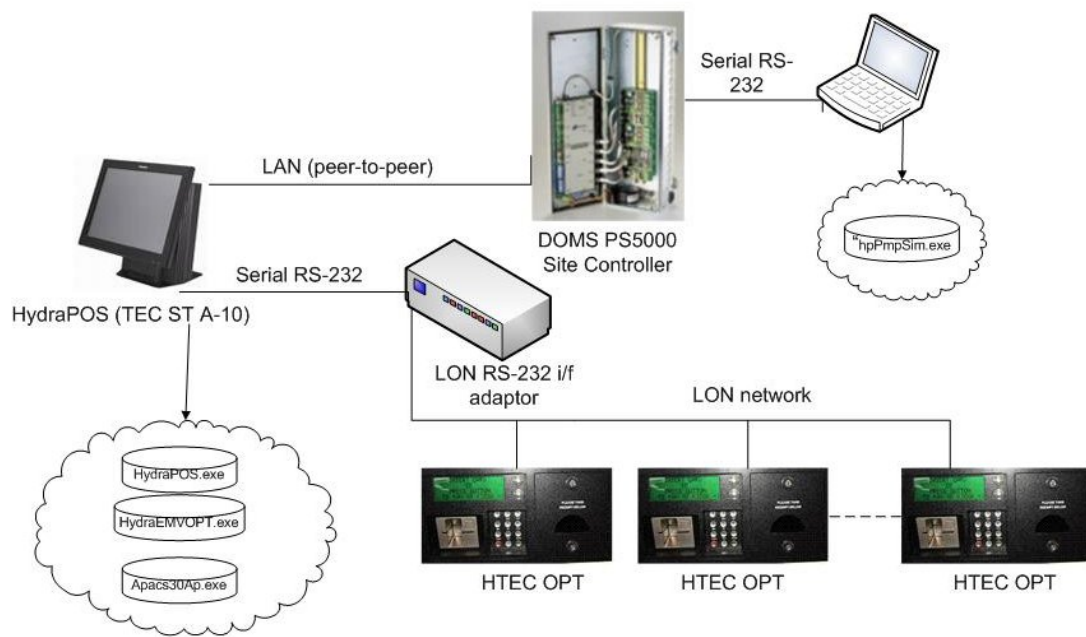 Serial RS-
232
LAN (peer-to-peer)
DOMS PS5000
Site Controller
"hpPmpSim.exe
Serial RS-232
HydraPOS (TEC ST A-10)
LON RS-232 i/f
adaptor
LON network
HydraPOS.exe
HydraEMVOPT.exe
Apacs30Ap.exe
HTEC OPT
HTEC OPT
HTEC OPT